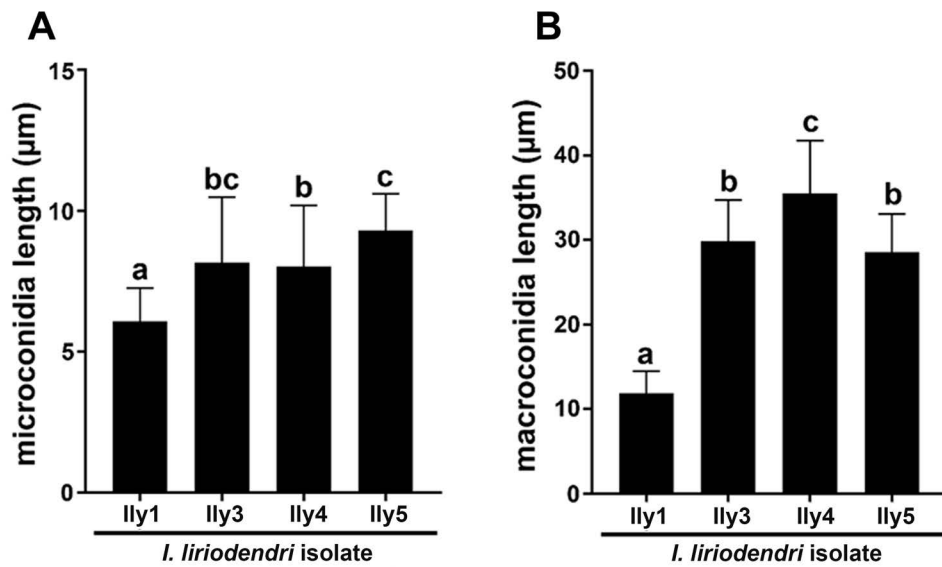 A
microconidia length (µm)
15
10
5
0
a
bc
b
c
Ily1 Ily3 Ily4 Ily5
I. liriodendri isolate
B
macroconidia length (µm)
50
40
30
20
10
0
a
b
c
b
Ily1 Ily3 Ily4 Ily5
I. liriodendri isolate